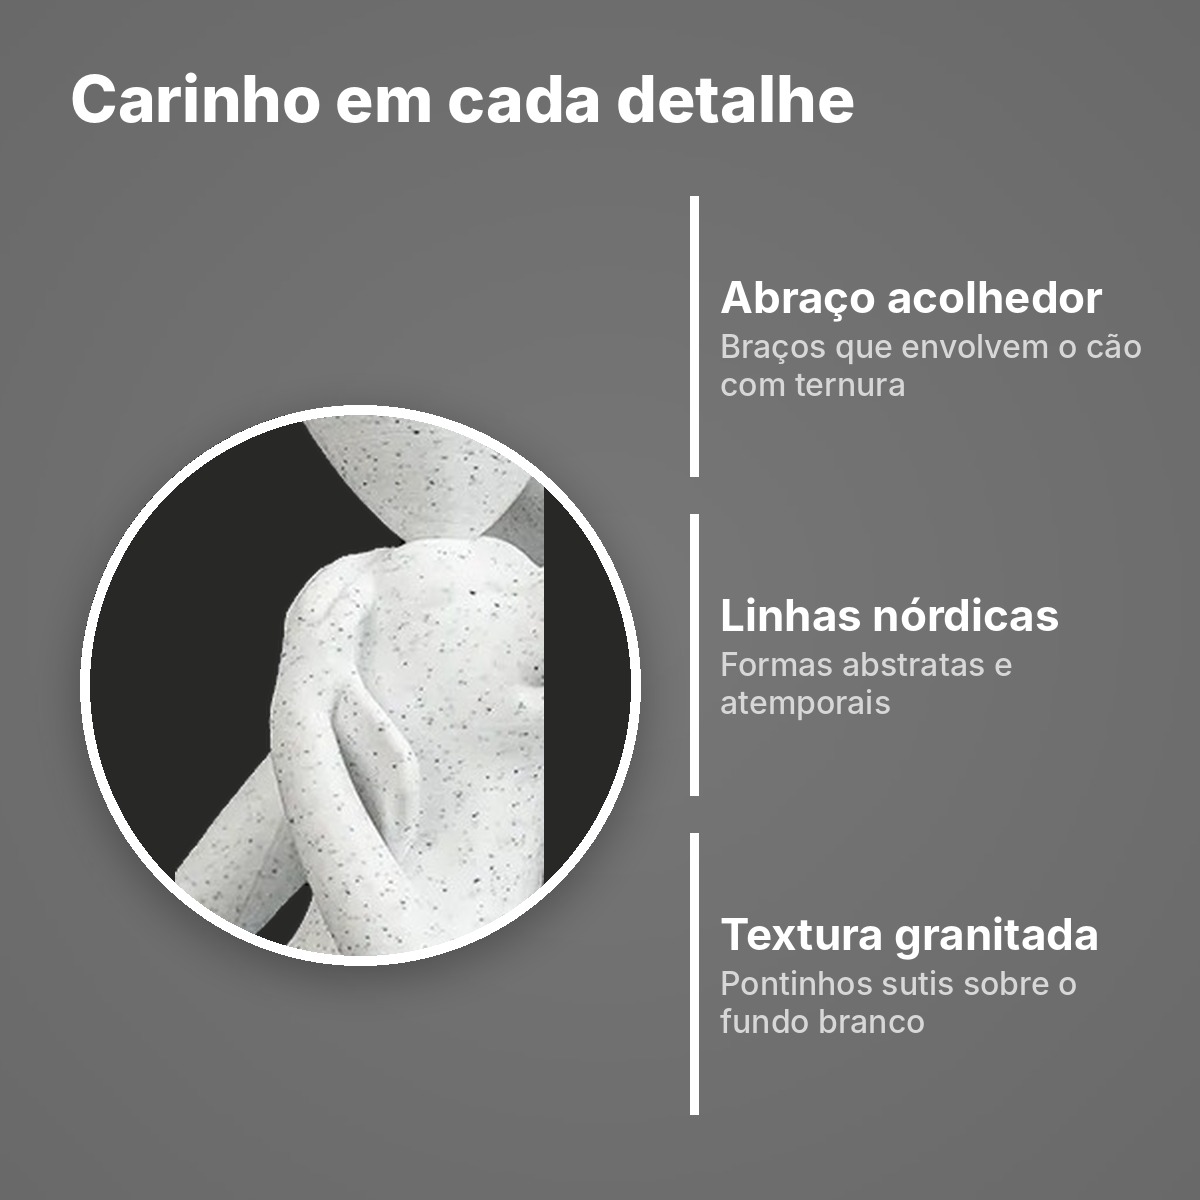 Carinho em cada detalhe
Abraço acolhedor
Braços que envolvem o cão
com ternura
Linhas nórdicas
Formas abstratas e
atemporais
Textura granitada
Pontinhos sutis sobre o
fundo branco